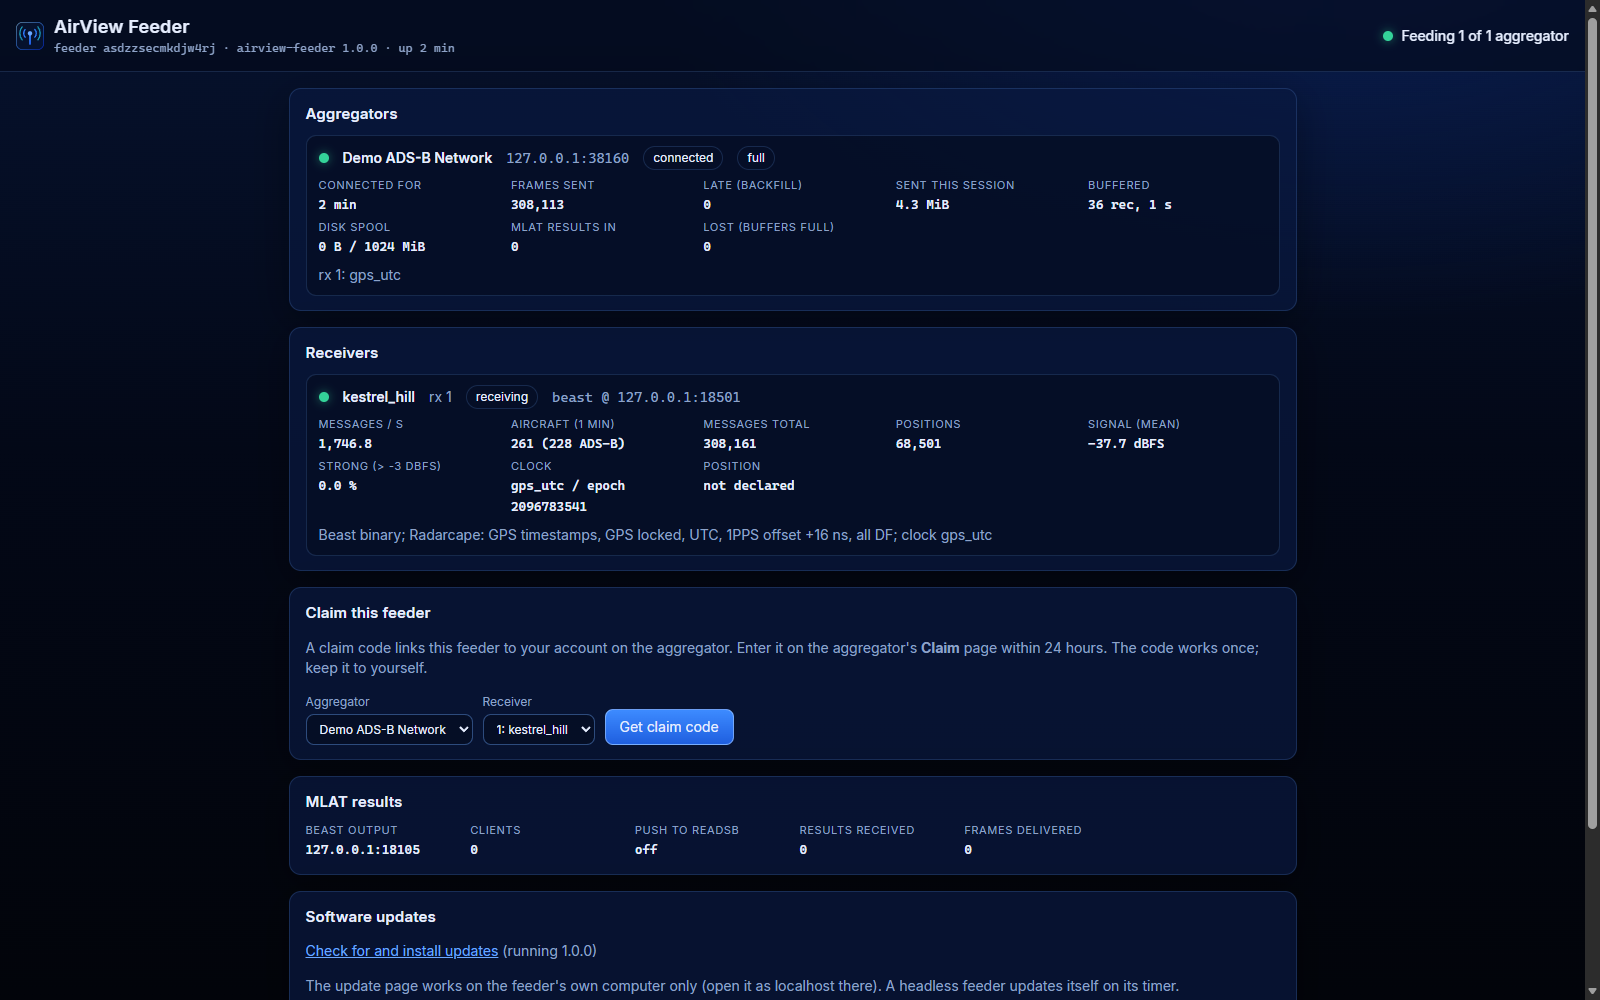 AirView Feeder
feeder asdzzsecmkdjw4rj · airview-feeder 1.0.0 · up 2 min
Feeding 1 of 1 aggregator
Aggregators
Demo ADS-B Network 127.0.0.1:38160 connected full
CONNECTED FOR FRAMES SENT LATE (BACKFILL) SENT THIS SESSION BUFFERED
2 min 308,113 0 4.3 MiB 36 rec, 1 s
DISK SPOOL MLAT RESULTS IN LOST (BUFFERS FULL)
0 B / 1024 MiB 0 0
rx 1: gps_utc
Receivers
kestrel_hill rx 1 receiving beast @ 127.0.0.1:18501
MESSAGES / S AIRCRAFT (1 MIN) MESSAGES TOTAL POSITIONS SIGNAL (MEAN)
1,746.8 261 (228 ADS-B) 308,161 68,501 -37.7 dBFS
STRONG (> -3 DBFS) CLOCK POSITION
0.0 % gps_utc / epoch not declared
2096783541
Beast binary; Radarcape: GPS timestamps, GPS locked, UTC, 1PPS offset +16 ns, all DF; clock gps_utc
Claim this feeder
A claim code links this feeder to your account on the aggregator. Enter it on the aggregator's Claim page within 24 hours. The code works once;
keep it to yourself.
Aggregator Receiver
Demo ADS-B Network 1: kestrel_hill Get claim code
MLAT results
BEAST OUTPUT CLIENTS PUSH TO READSB RESULTS RECEIVED FRAMES DELIVERED
127.0.0.1:18105 0 off 0 0
Software updates
Check for and install updates (running 1.0.0)
The update page works on the feeder's own computer only (open it as localhost there). A headless feeder updates itself on its timer.